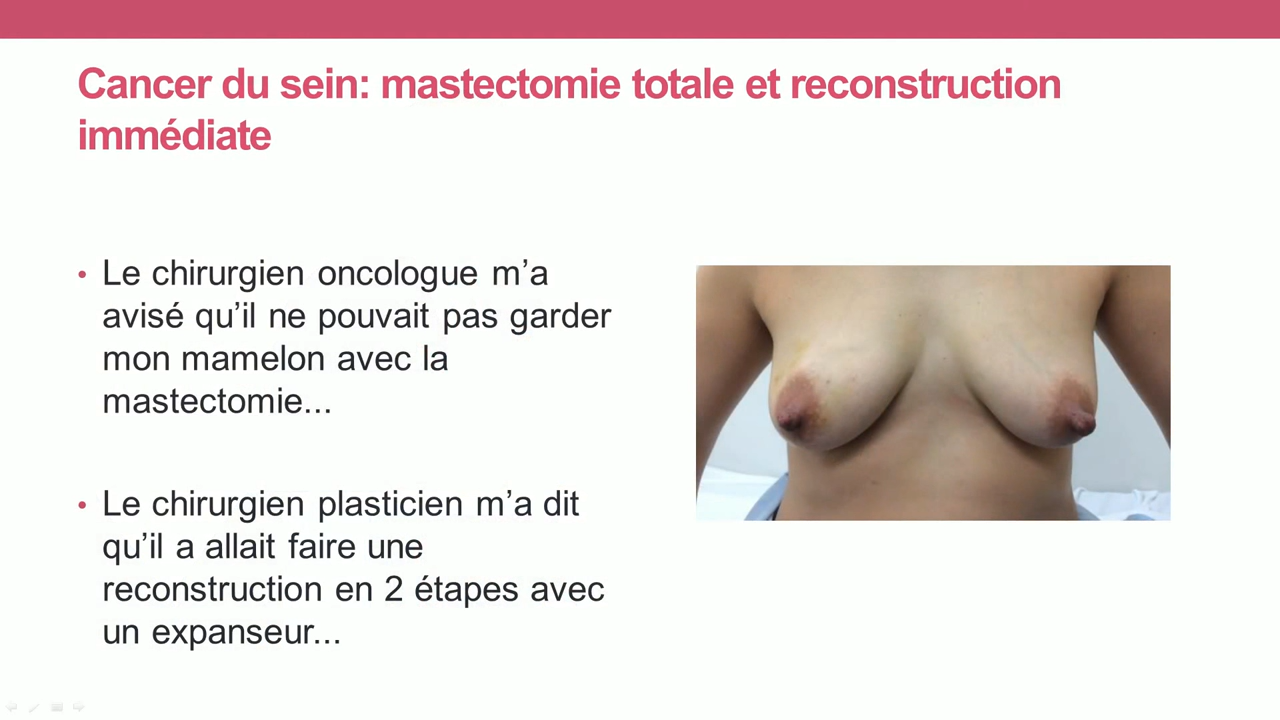 Cancer du sein: mastectomie totale et reconstruction
immédiate
• Le chirurgien oncologue m’a
avisé qu’il ne pouvait pas garder
mon mamelon avec la
mastectomie...
• Le chirurgien plasticien m’a dit
qu’il a allait faire une
reconstruction en 2 étapes avec
un expanseur...